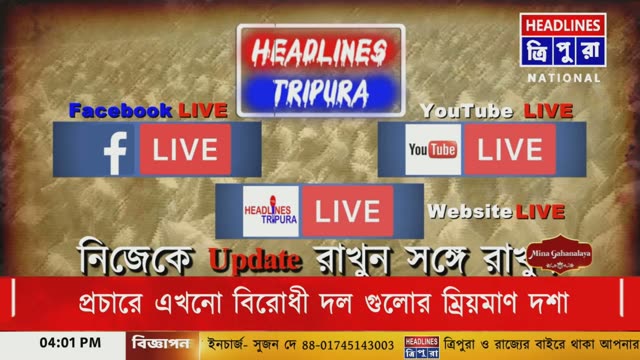 HEADLINES
ত্রিপুরা
NATIONAL
HEADLINES
TRIPURA
Facebook LIVE
YouTube LIVE
f LIVE
YouTube LIVE
HEADLINES
TRIPURA
LIVE
Website LIVE
নিজেকে Update রাখুন সঙ্গে রাখু
Mina Gahanalaya
প্রচারে এখনো বিরোধী দল গুলোর ম্রিয়মাণ দশা
04:01 PM
বিজ্ঞাপন
ইনচার্জ- সুজন দে 88-01745143003
HEADLINES
ত্রিপুরা
ত্রিপুরা ও রাজ্যের বাইরে থাকা আপনার